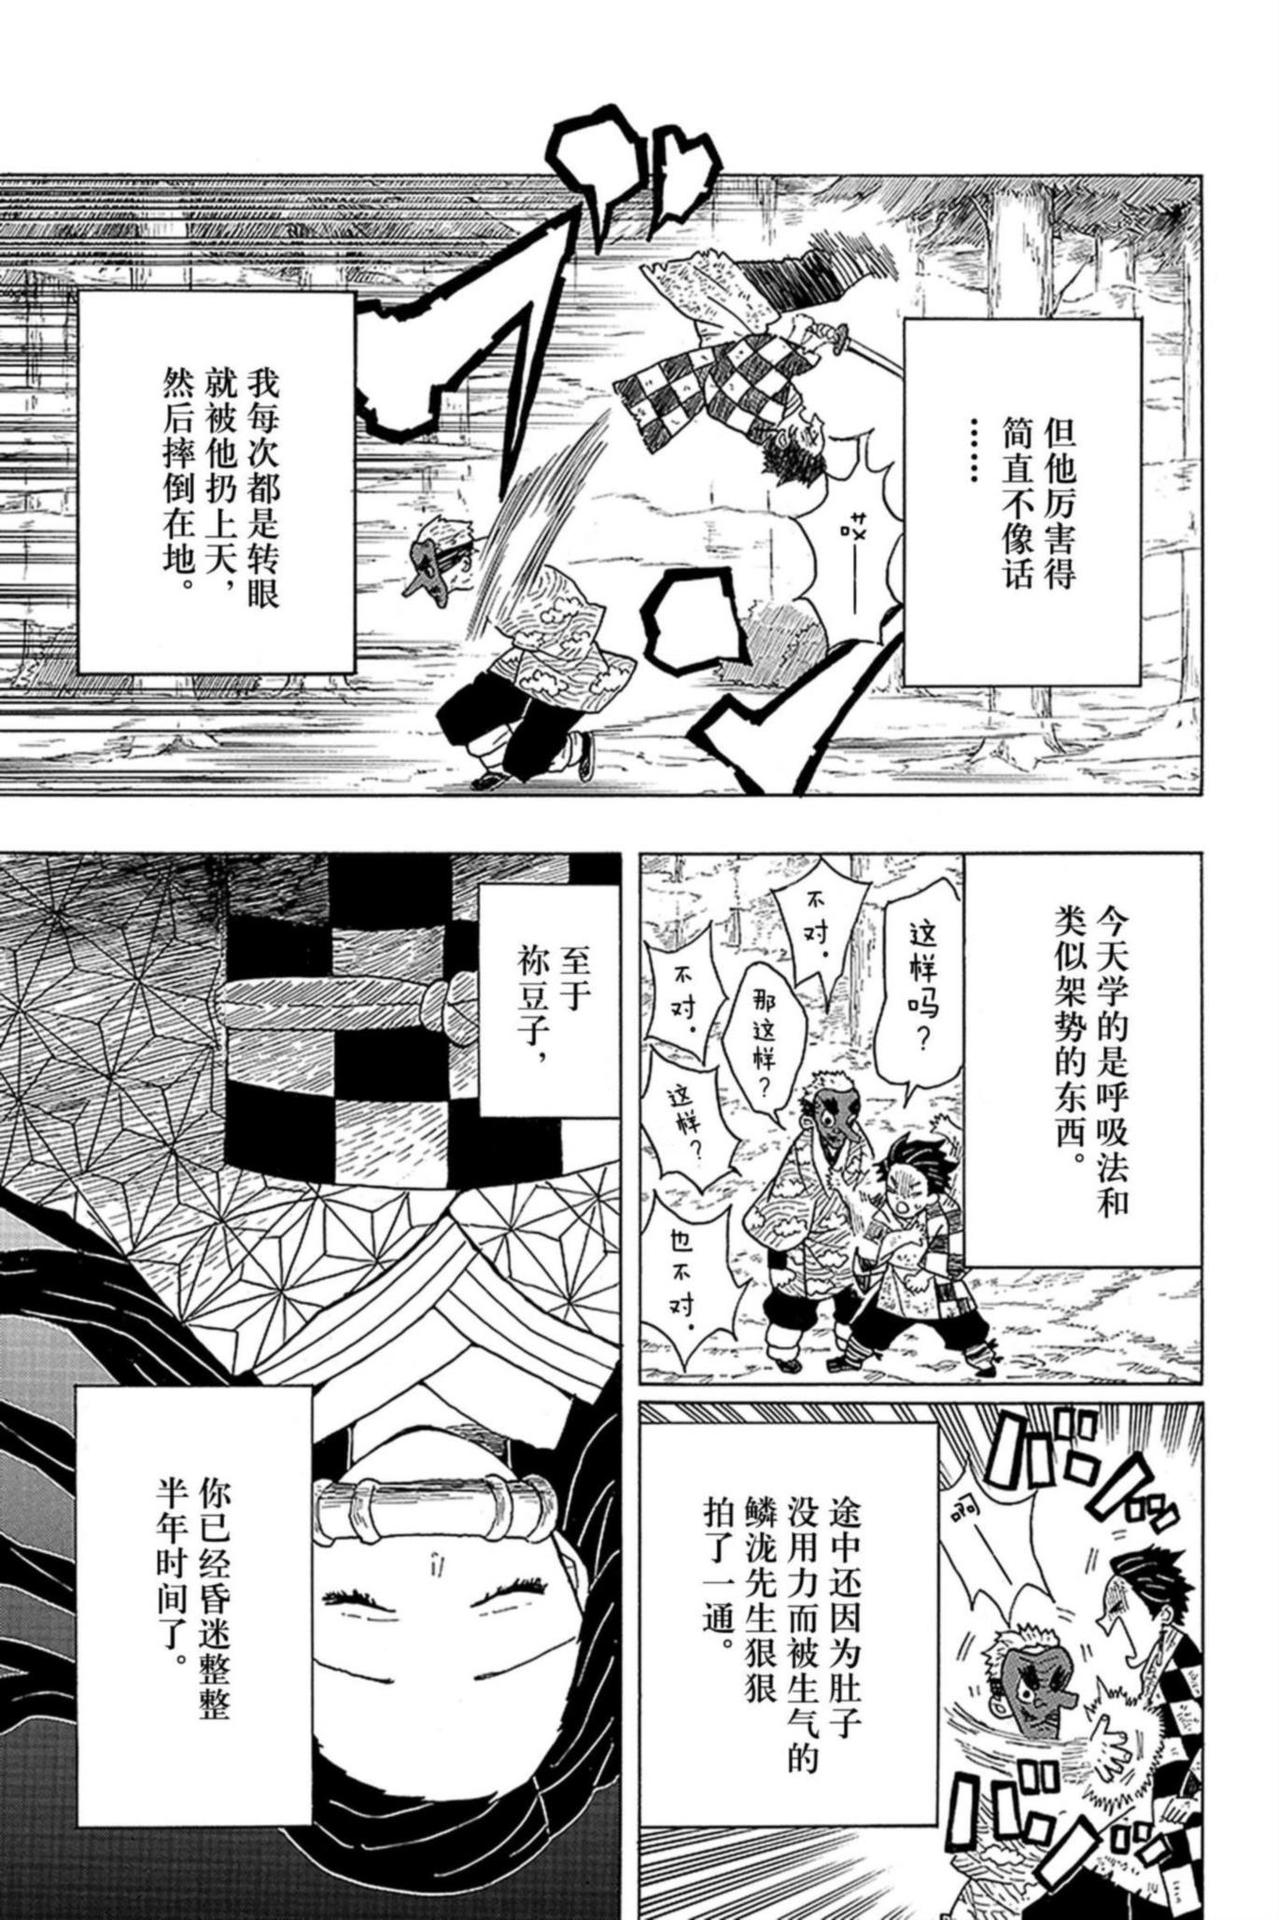 但他厉害得
简直不像话
……
哎——
我每次都是转眼
就被他扔上天，
然后摔倒在地。
今天学的是呼吸法和
类似架势的东西。
这样吗？
不对．
那这样？
不对．
这样？
也不对．
啊——
途中还因为肚子
没用力而被生气的
鳞泷先生狠狠
拍了一通。
至于
祢豆子，
你已经昏迷整整
半年时间了。